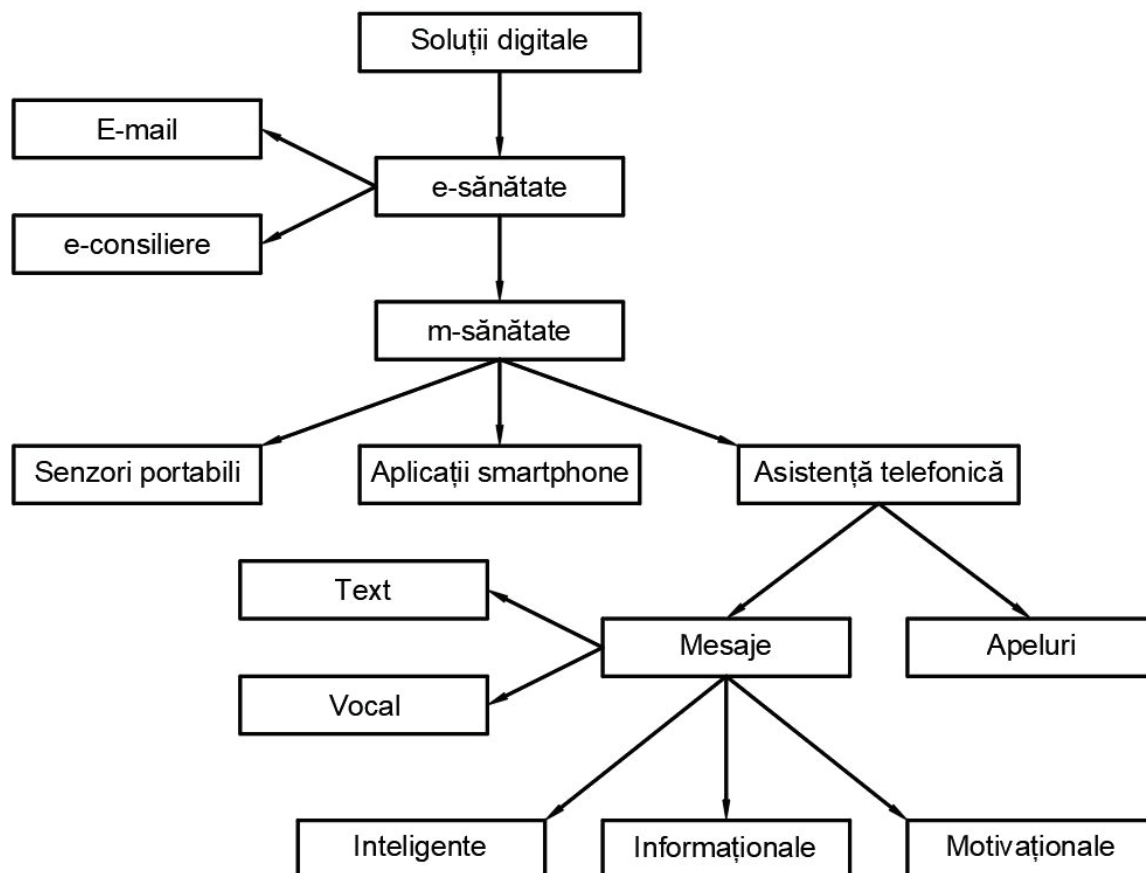 Soluții digitale
E-mail
e-sănătate
e-consiliere
m-sănătate
Senzori portabili
Aplicații smartphone
Asistență telefonică
Text
Mesaje
Apeluri
Vocal
Inteligente
Informaționale
Motivaționale